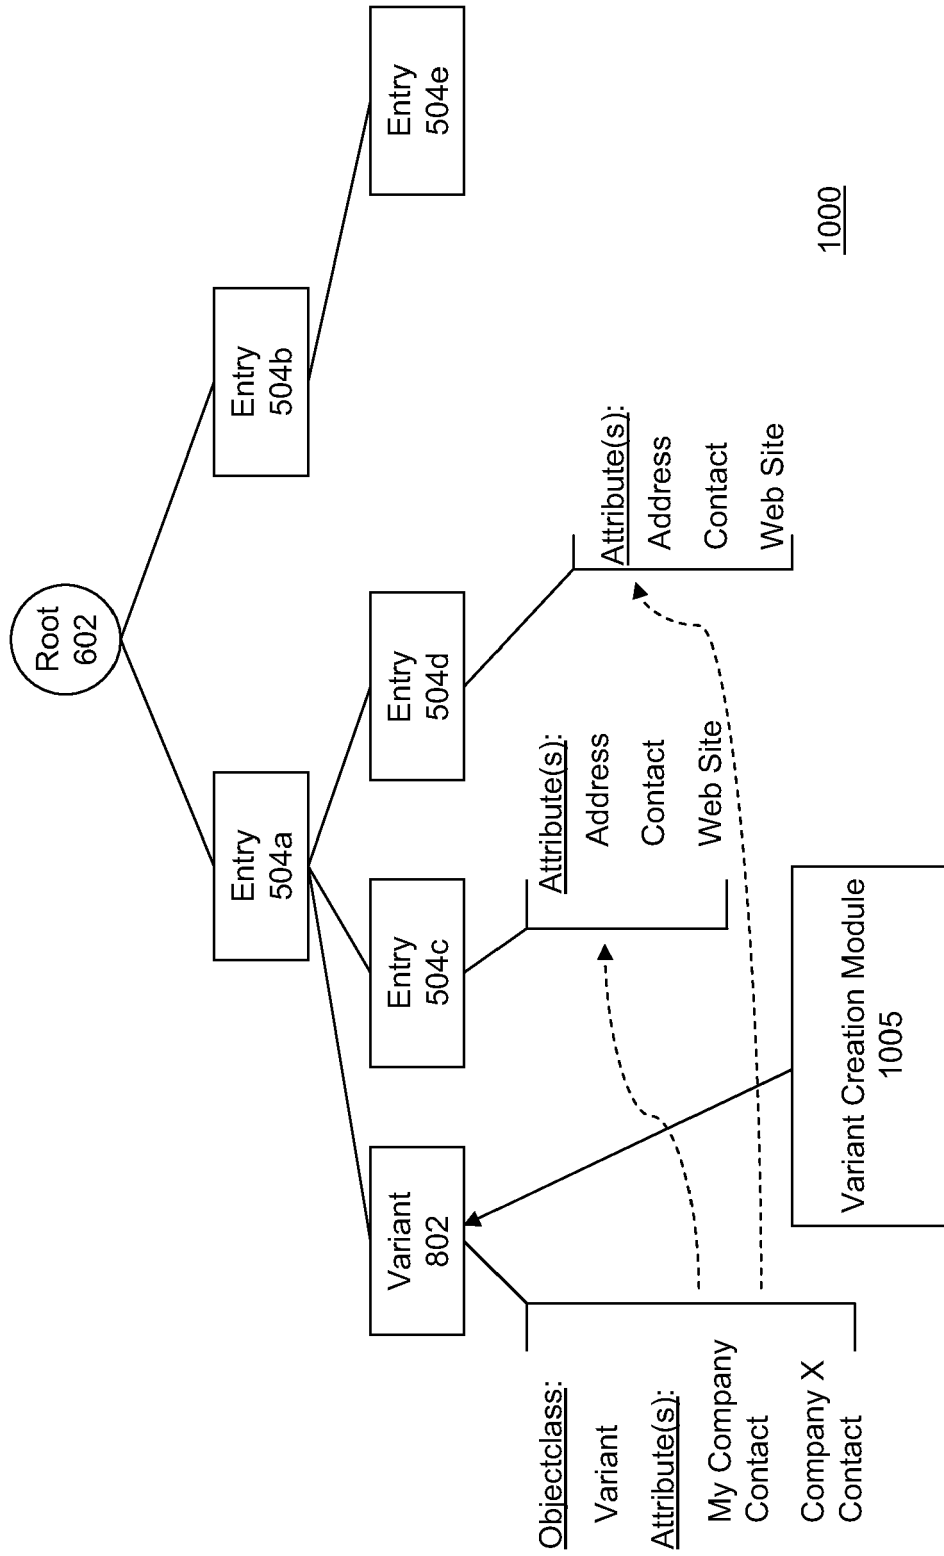 Root
602
Entry
504a
Entry
504b
Variant
802
Entry
504c
Entry
504d
Entry
504e
Objectclass:
Variant
Attribute(s):
My Company
Contact
Company X
Contact
Attribute(s):
Address
Contact
Web Site
Attribute(s):
Address
Contact
Web Site
Variant Creation Module
1005
1000